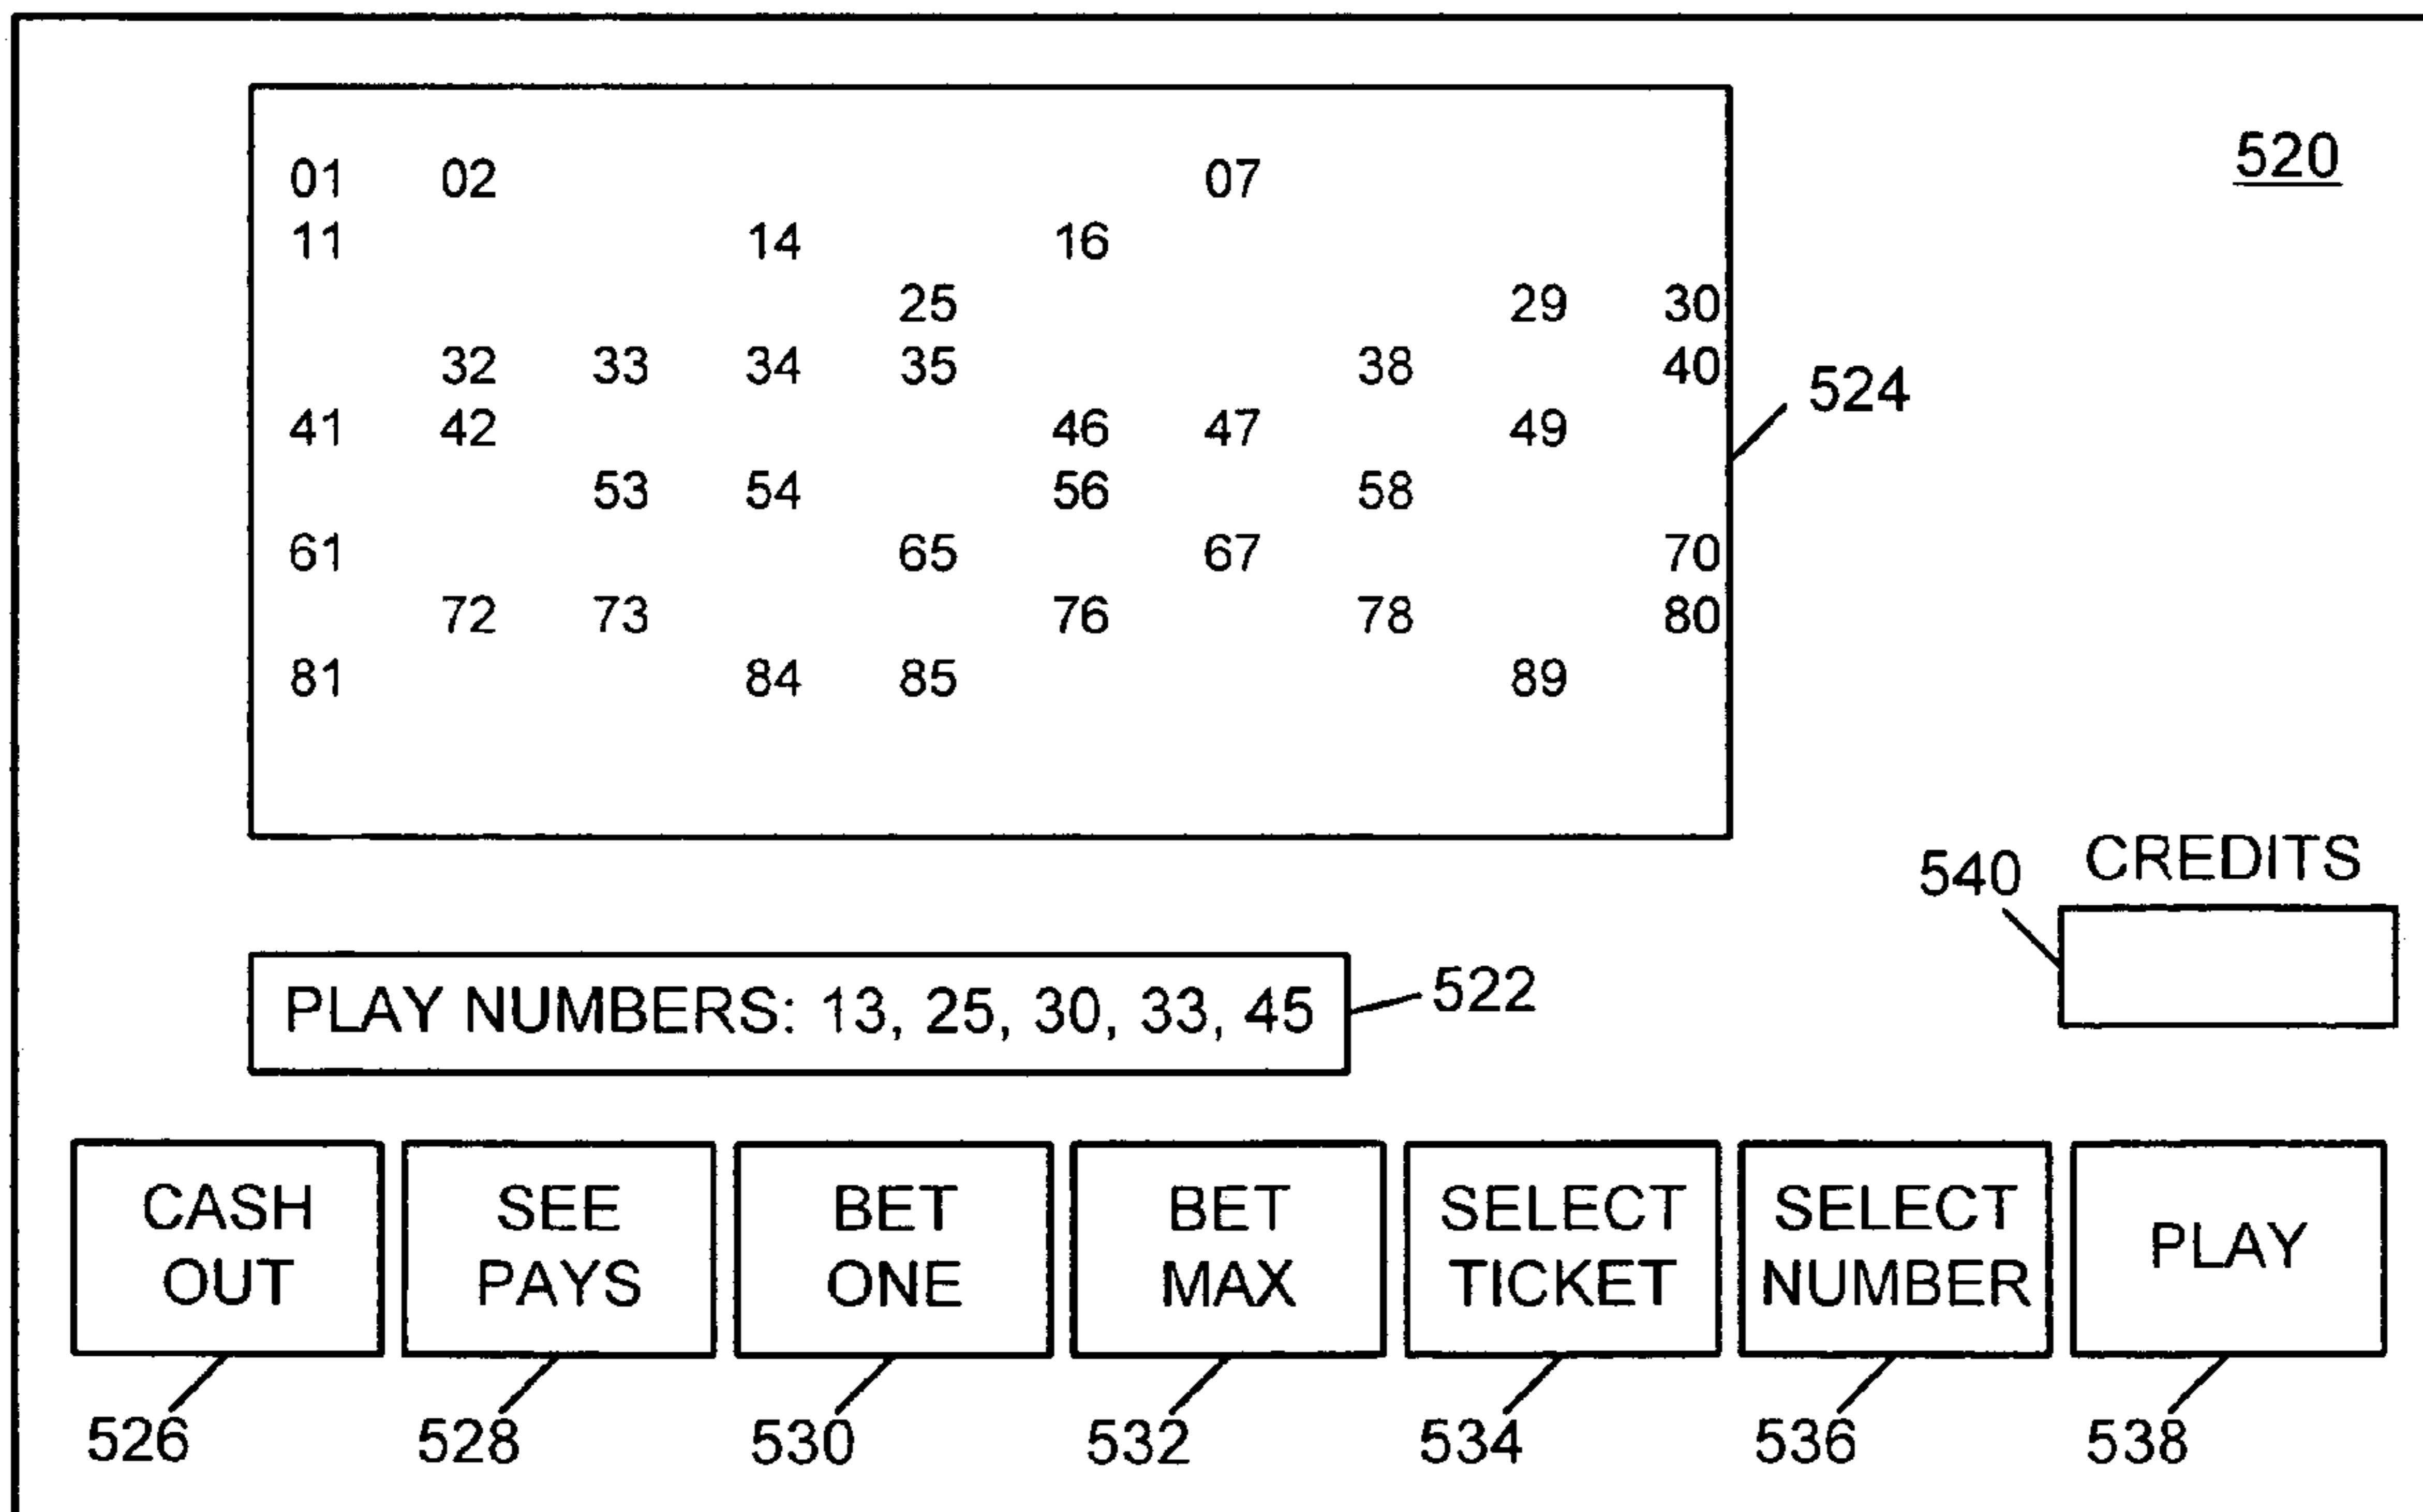 01 02 07
520
11 14 16
25 29 30
32 33 34 35 38 40
524
41 42 46 47 49
53 54 56 58
61 65 67 70
72 73 76 78 80
81 84 85 89
540 CREDITS
PLAY NUMBERS: 13, 25, 30, 33, 45
522
CASH
OUT
SEE
PAYS
BET
ONE
BET
MAX
SELECT
TICKET
SELECT
NUMBER
PLAY
526 528 530 532 534 536 538